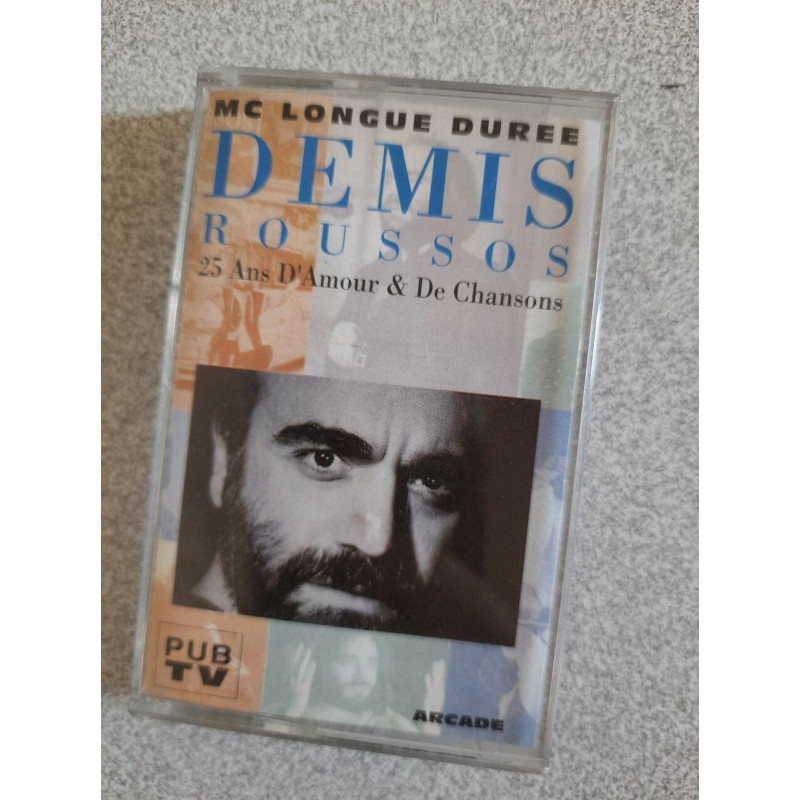 MC LONGUE DUREE
DEMIS
ROUSSOS
25 Ans D'Amour & De Chansons
PUB
TV
ARCADE